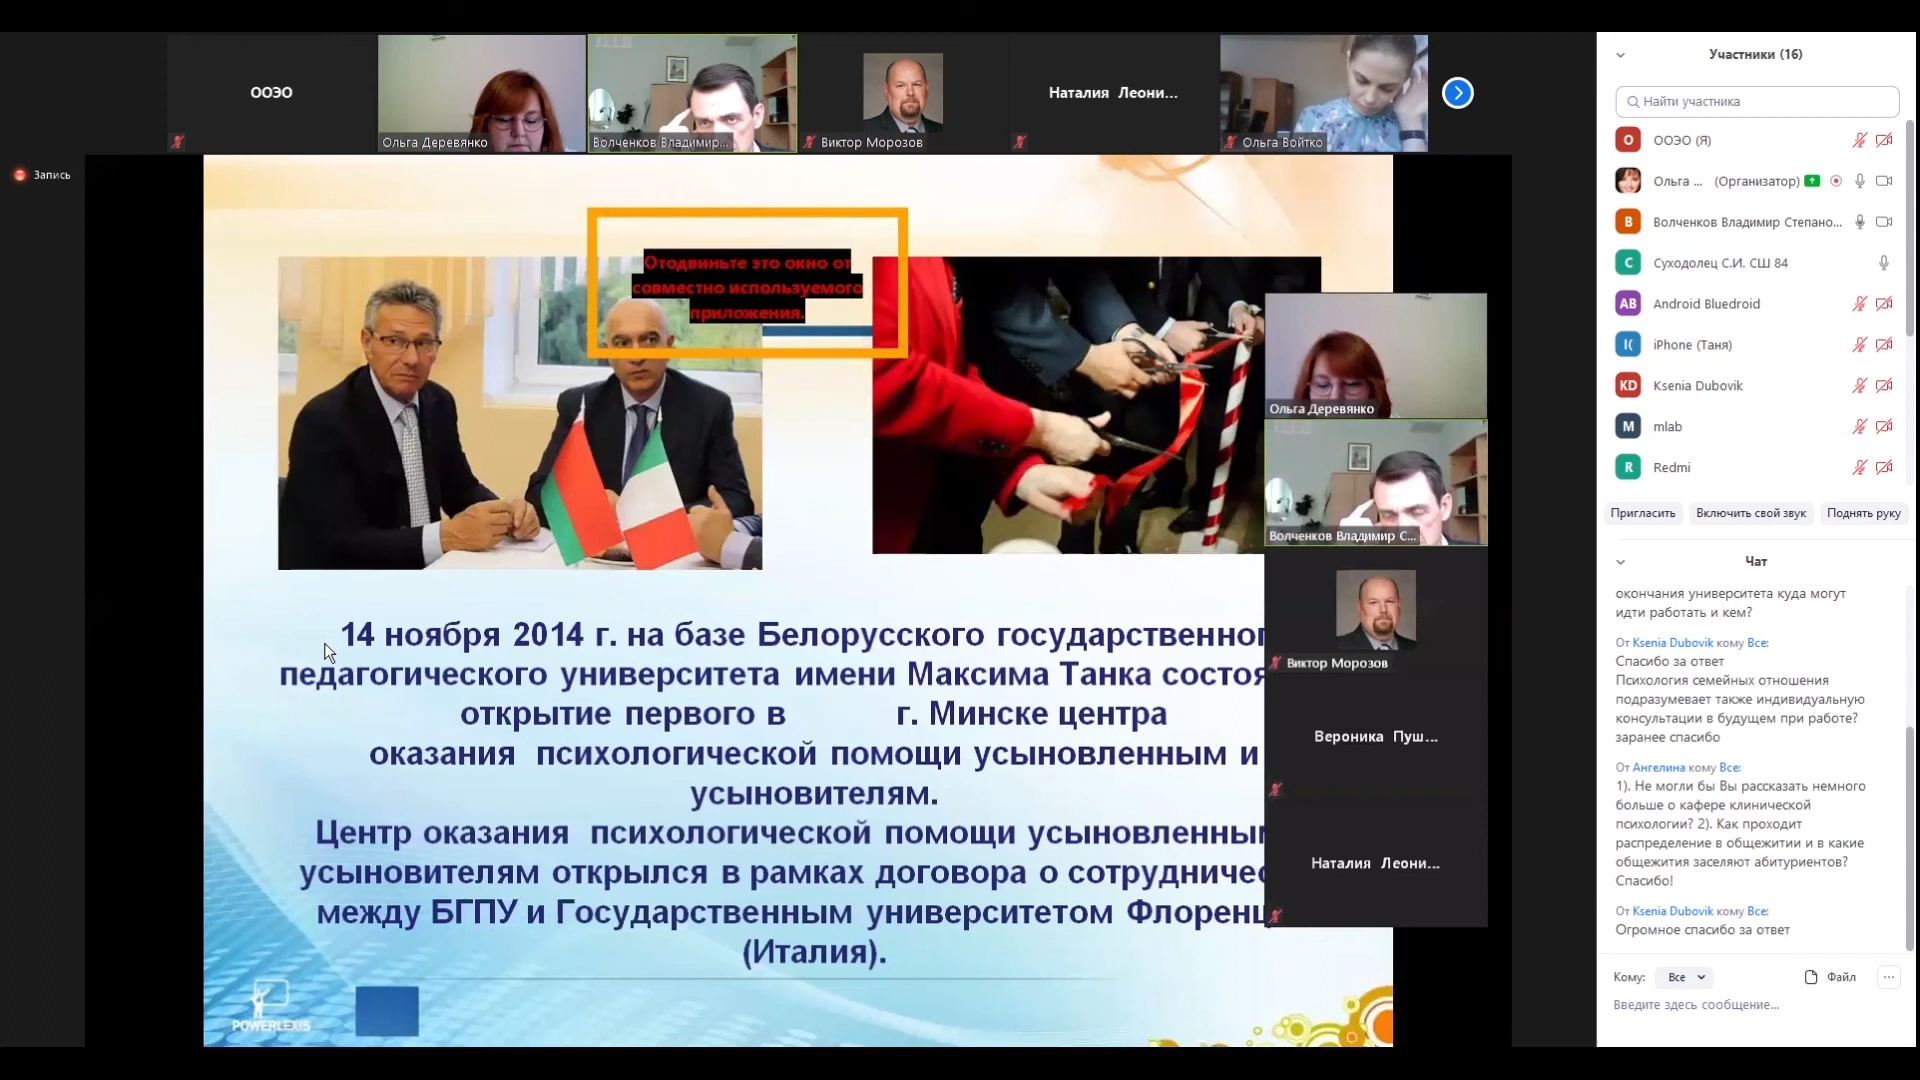 ООЭО
Ольга Деревянко
Волченков Владимир...
Виктор Морозов
Наталия Леони...
Ольга Войтко
Запись
Отодвиньте это окно от
совместно используемого
приложения.
14 ноября 2014 г. на базе Белорусского государственног
педагогического университета имени Максима Танка состоя
открытие первого в г. Минске центра
оказания психологической помощи усыновленным и
усыновителям.
Центр оказания психологической помощи усыновленным
усыновителям открылся в рамках договора о сотрудничес
между БГПУ и Государственным университетом Флоренц
(Италия).
POWERLEXIS
Ольга Деревянко
Волченков Владимир С...
Виктор Морозов
Вероника Пуш...
Наталия Леони...
Участники (16)
Найти участника
О ООЭО (Я)
Ольга ... (Организатор)
В Волченков Владимир Степано...
С Суходолец С.И. СШ 84
AB Android Bluedroid
I( iPhone (Таня)
KD Ksenia Dubovik
M mlab
R Redmi
Пригласить Включить свой звук Поднять руку
Чат
окончания университета куда могут
идти работать и кем?
От Ksenia Dubovik кому Все:
Спасибо за ответ
Психология семейных отношения
подразумевает также индивидуальную
консультации в будущем при работе?
заранее спасибо
От Ангелина кому Все:
1). Не могли бы Вы рассказать немного
больше о кафере клинической
психологии? 2). Как проходит
распределение в общежитии и в какие
общежития заселяют абитуриентов?
Спасибо!
От Ksenia Dubovik кому Все:
Огромное спасибо за ответ
Кому: Все Файл ...
Введите здесь сообщение...